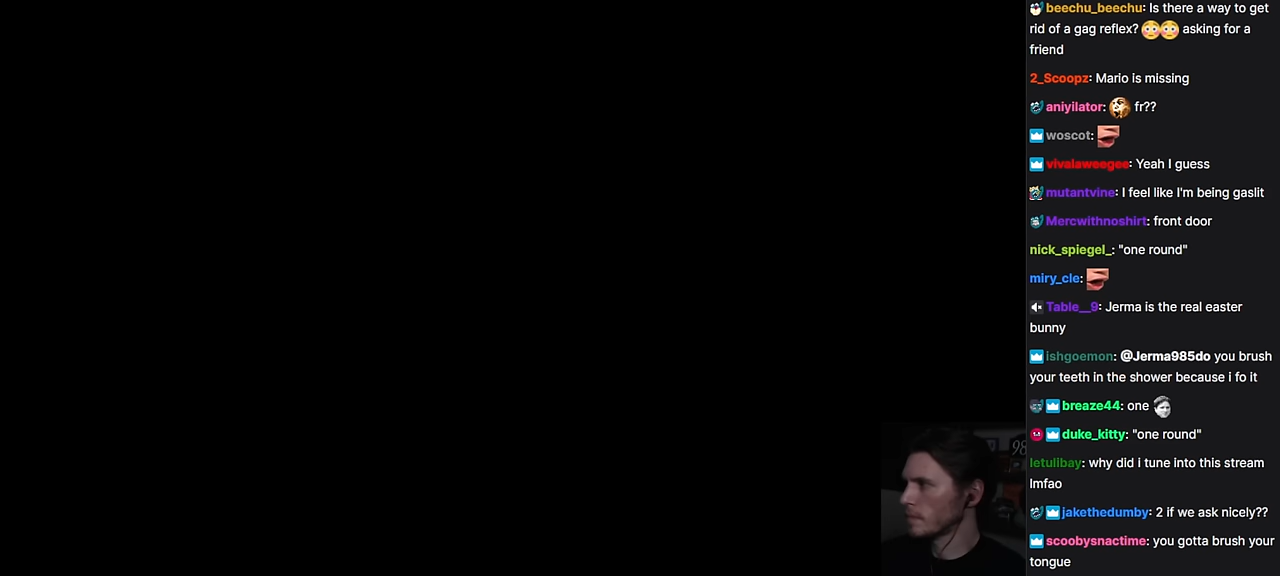 beechu_beechu: Is there a way to get
rid of a gag reflex? 😳😳 asking for a
friend
2_Scoopz: Mario is missing
aniyilator: fr??
woscot:
vivalaweegee: Yeah I guess
mutantvine: I feel like I'm being gaslit
Mercwithnoshirt: front door
nick_spiegel_: "one round"
miry_cle:
Table__9: Jerma is the real easter
bunny
ishgoemon: @Jerma985do you brush
your teeth in the shower because i fo it
breaze44: one
duke_kitty: "one round"
letulibay: why did i tune into this stream
lmfao
jakethedumby: 2 if we ask nicely??
scoobysnactime: you gotta brush your
tongue
98